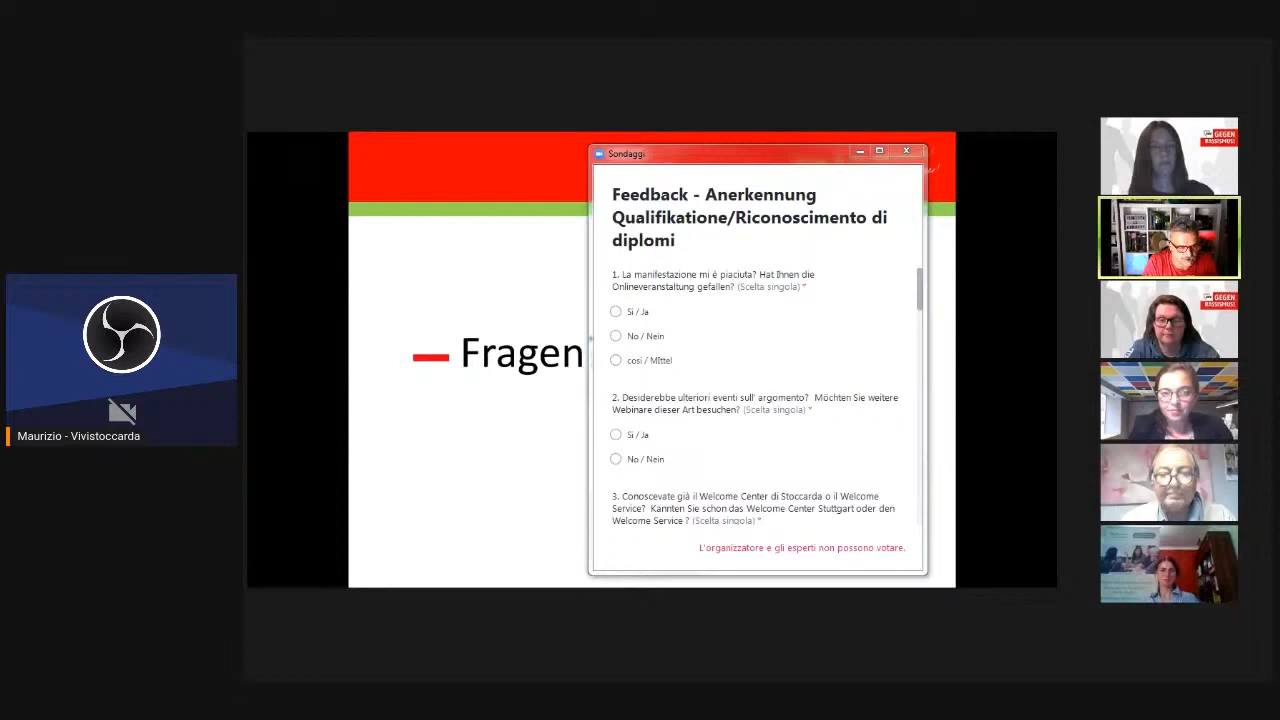 Maurizio - Vivistoccarda
Fragen
Sondaggi
Feedback - Anerkennung
Qualifikatione/Riconoscimento di
diplomi
1. La manifestazione mi è piaciuta? Hat Ihnen die
Onlineveranstaltung gefallen? (Scelta singola) *
Si / Ja
No / Nein
cosi / MIttel
2. Desiderebbe ulteriori eventi sull' argomento? Möchten Sie weitere
Webinare dieser Art besuchen? (Scelta singola) *
Si / Ja
No / Nein
3. Conoscevate già il Welcome Center di Stoccarda o il Welcome
Service? Kannten Sie schon das Welcome Center Stuttgart oder den
Welcome Service ? (Scelta singola) *
L'organizzatore e gli esperti non possono votare.
GEGEN
RASSISMUS!
GEGEN
RASSISMUS!